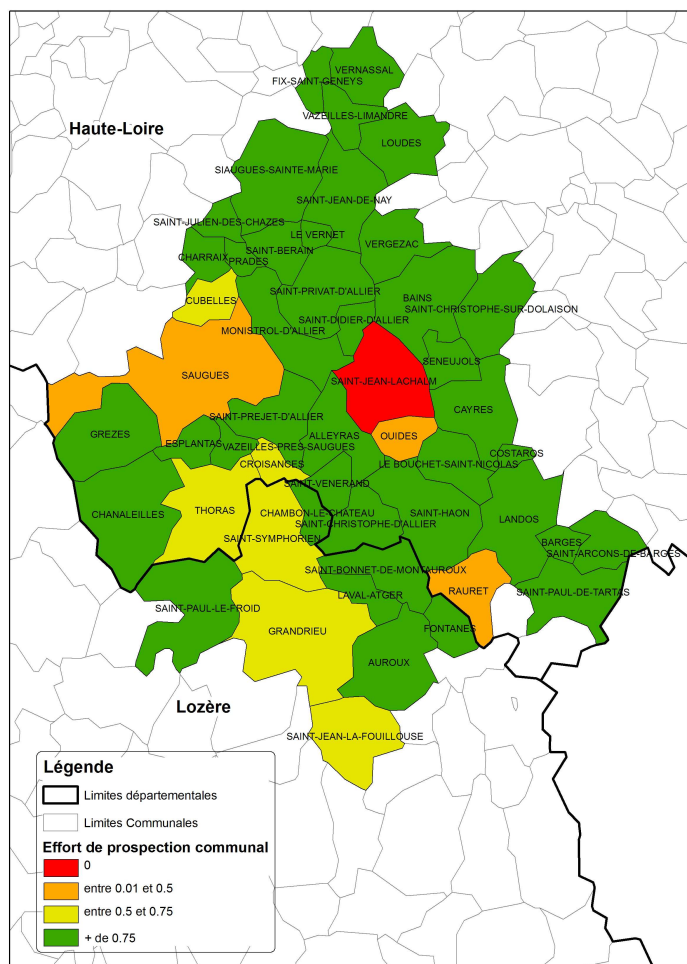 VERNASSAL
FIX-SAINT-GENEYS
VAZEILLES-LIMANDRE
Haute-Loire
LOUDES
SIAUGUES-SAINTE-MARIE
SAINT-JEAN-DE-NAY
SAINT-JULIEN-DES-CHAZES
LE VERNET
VERGEZAC
SAINT-BERAIN
CHARRAIX
PRADES
SAINT-PRIVAT-D'ALLIER
CUBELLES
BAINS
SAINT-CHRISTOPHE-SUR-DOLAISON
SAINT-DIDIER-D'ALLIER
MONISTROL-D'ALLIER
SENEUJOLS
SAUGUES
SAINT-JEAN-LACHALM
CAYRES
SAINT-PREJET-D'ALLIER
GREZES
ALLEYRAS
OUIDES
ESPLANTAS
VAZEILLES-PRES-SAUGUES
COSTAROS
CROISANCES
LE BOUCHET-SAINT-NICOLAS
SAINT-VENERAND
THORAS
CHANALEILLES
CHAMBON-LE-CHATEAU
SAINT-HAON
LANDOS
SAINT-CHRISTOPHE-D'ALLIER
SAINT-SYMPHORIEN
BARGES
SAINT-ARCONS-DE-BARGES
SAINT-BONNET-DE-MONTAUROUX
RAURET
SAINT-PAUL-DE-TARTAS
LAVAL-ATGER
SAINT-PAUL-LE-FROID
FONTANES
GRANDRIEU
AUROUX
Lozère
SAINT-JEAN-LA-FOUILLOUSE
Légende
Limites départementales
Limites Communales
Effort de prospection communal
0
entre 0.01 et 0.5
entre 0.5 et 0.75
+ de 0.75